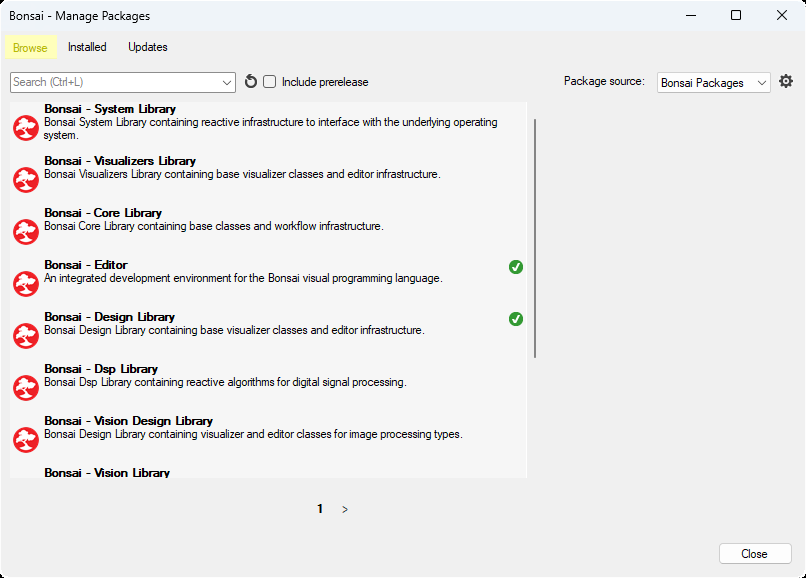 Bonsai - Manage Packages
Browse Installed Updates
Search (Ctrl+L) Include prerelease Package source: Bonsai Packages
Bonsai - System Library
Bonsai System Library containing reactive infrastructure to interface with the underlying operating
system.
Bonsai - Visualizers Library
Bonsai Visualizers Library containing base visualizer classes and editor infrastructure.
Bonsai - Core Library
Bonsai Core Library containing base classes and workflow infrastructure.
Bonsai - Editor
An integrated development environment for the Bonsai visual programming language.
Bonsai - Design Library
Bonsai Design Library containing base visualizer classes and editor infrastructure.
Bonsai - Dsp Library
Bonsai Dsp Library containing reactive algorithms for digital signal processing.
Bonsai - Vision Design Library
Bonsai Design Library containing visualizer and editor classes for image processing types.
Bonsai - Vision Library
1 >
Close